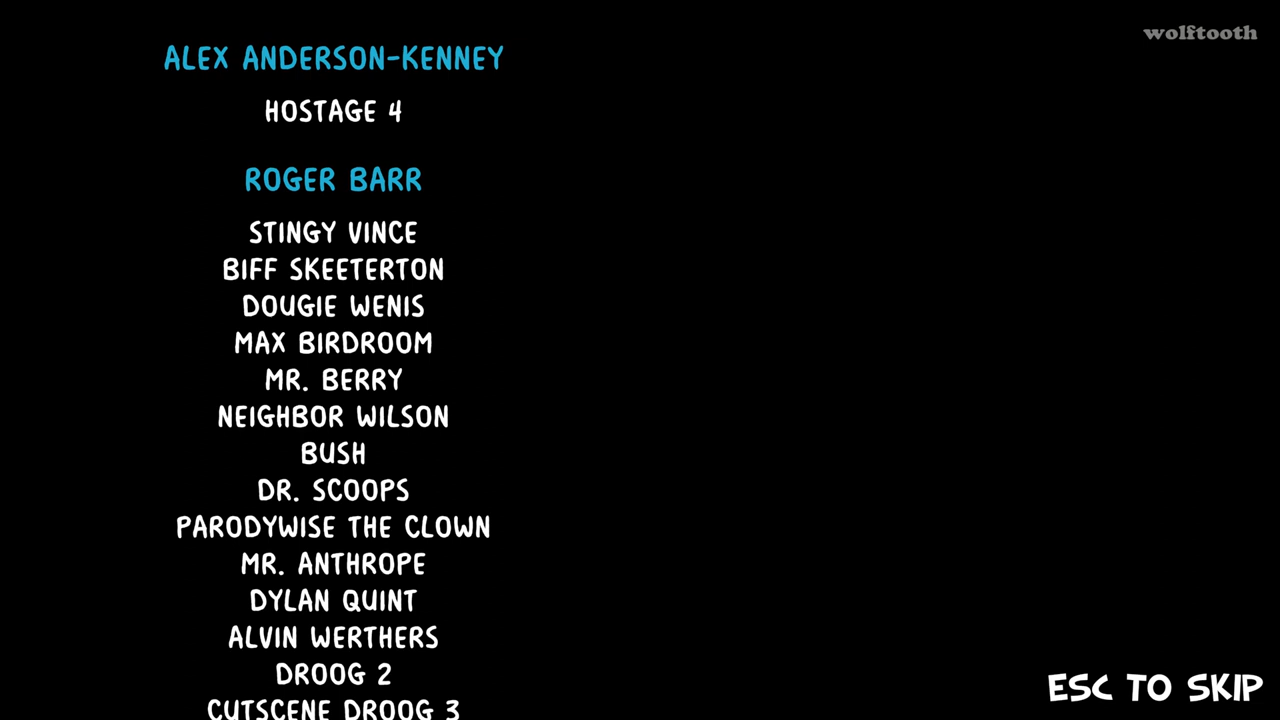 wolftooth
ALEX ANDERSON-KENNEY
HOSTAGE 4
ROGER BARR
STINGY VINCE
BIFF SKEETERTON
DOUGIE WENIS
MAX BIRDROOM
MR. BERRY
NEIGHBOR WILSON
BUSH
DR. SCOOPS
PARODYWISE THE CLOWN
MR. ANTHROPE
DYLAN QUINT
ALVIN WERTHERS
DROOG 2
CUTSCENE DROOG 3
ESC TO SKIP